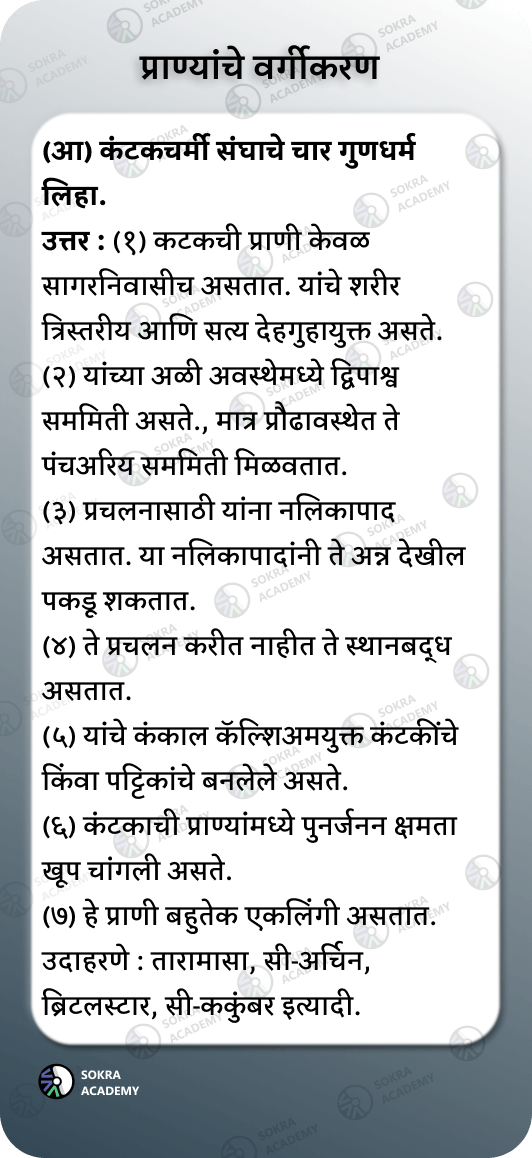 प्राण्यांचे वर्गीकरण
(आ) कंटकचर्मी संघाचे चार गुणधर्म
लिहा.
उत्तर : (१) कटकची प्राणी केवळ
सागरनिवासीच असतात. यांचे शरीर
त्रिस्तरीय आणि सत्य देहगुहायुक्त असते.
(२) यांच्या अळी अवस्थेमध्ये द्विपाश्व
सममिती असते., मात्र प्रौढावस्थेत ते
पंचअरिय सममिती मिळवतात.
(३) प्रचलनासाठी यांना नलिकापाद
असतात. या नलिकापादांनी ते अन्न देखील
पकडू शकतात.
(४) ते प्रचलन करीत नाहीत ते स्थानबद्ध
असतात.
(५) यांचे कंकाल कॅल्शिअमयुक्त कंटकींचे
किंवा पट्टिकांचे बनलेले असते.
(६) कंटकाची प्राण्यांमध्ये पुनर्जनन क्षमता
खूप चांगली असते.
(७) हे प्राणी बहुतेक एकलिंगी असतात.
उदाहरणे : तारामासा, सी-अर्चिन,
ब्रिटलस्टार, सी-ककुंबर इत्यादी.
SOKRA
ACADEMY